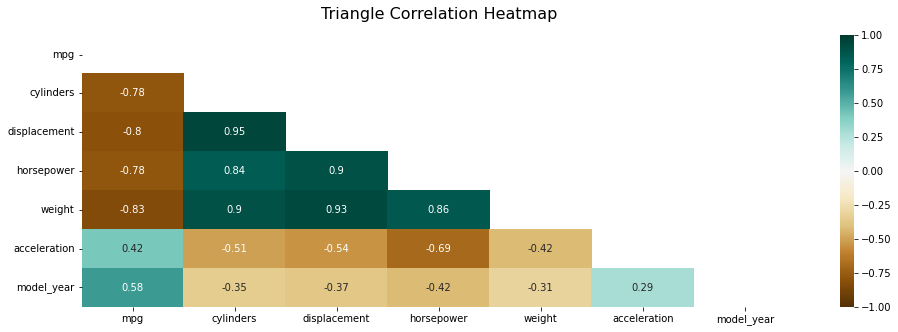 Triangle Correlation Heatmap
mpg
cylinders -0.78
displacement -0.8 0.95
horsepower -0.78 0.84 0.9
weight -0.83 0.9 0.93 0.86
acceleration 0.42 -0.51 -0.54 -0.69 -0.42
model_year 0.58 -0.35 -0.37 -0.42 -0.31 0.29
mpg cylinders displacement horsepower weight acceleration model_year
1.00
0.75
0.50
0.25
0.00
-0.25
-0.50
-0.75
-1.00